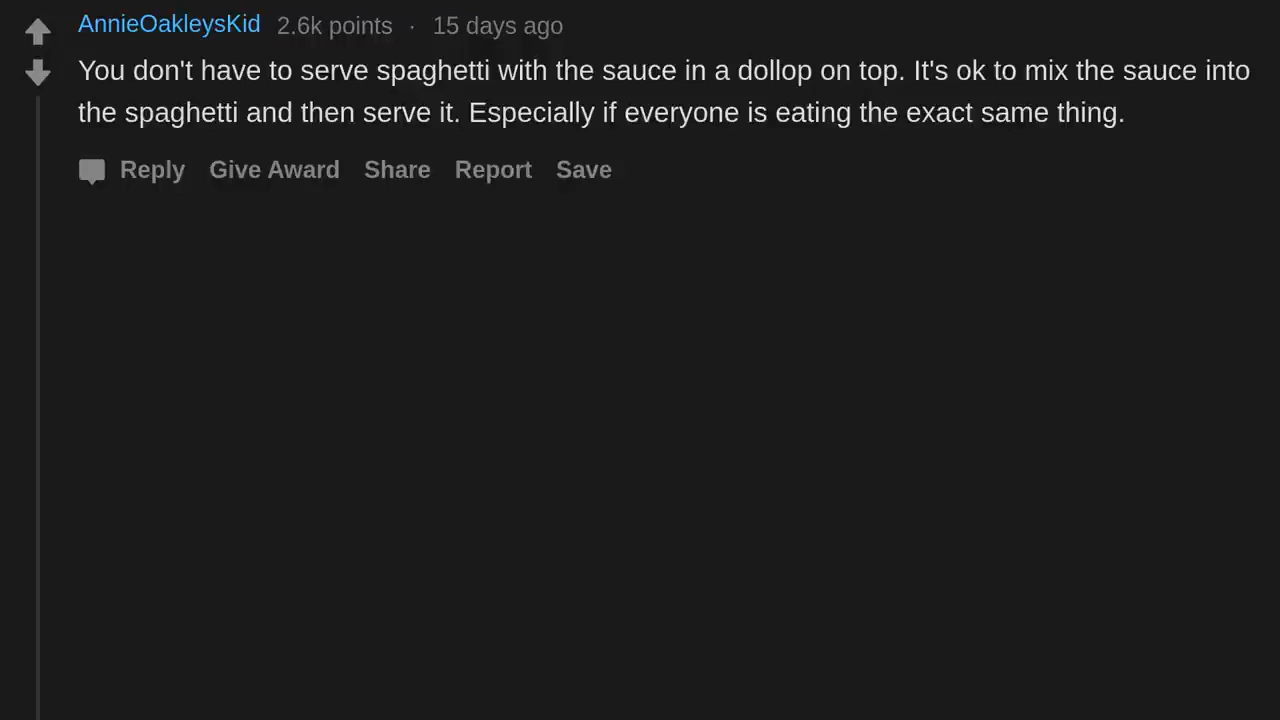 AnnieOakleysKid 2.6k points · 15 days ago
You don't have to serve spaghetti with the sauce in a dollop on top. It's ok to mix the sauce into
the spaghetti and then serve it. Especially if everyone is eating the exact same thing.
Reply Give Award Share Report Save